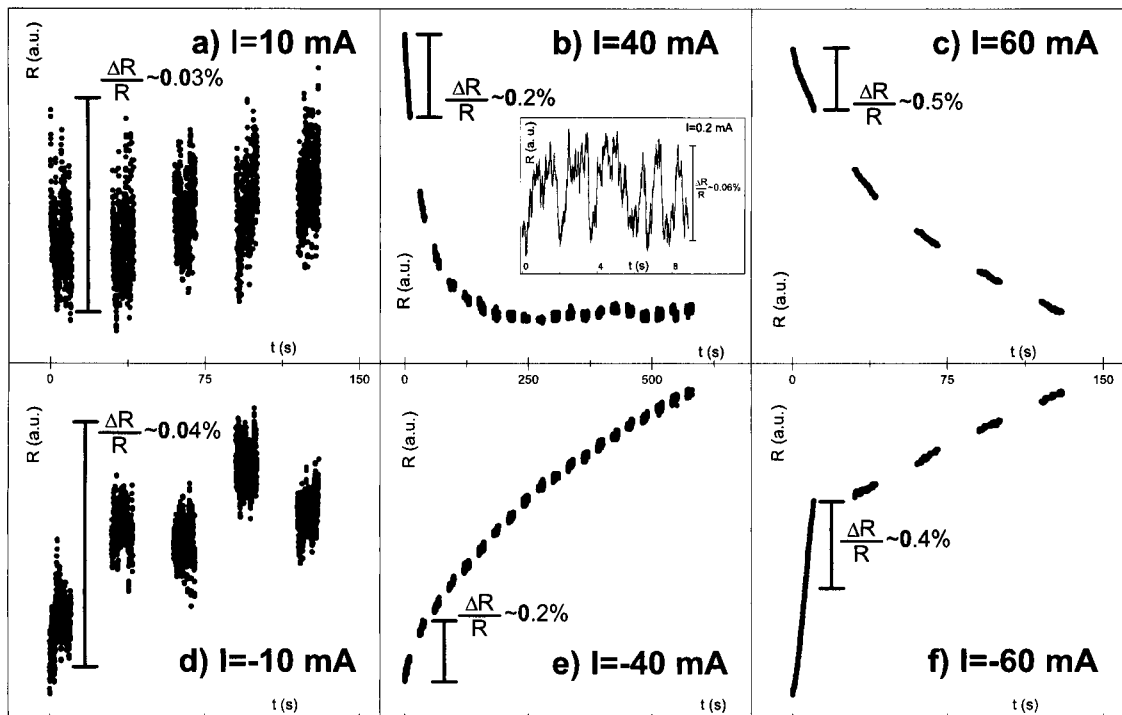 a) I=10 mA
R (a.u.)
ΔR
R
~0.03%
t (s)
b) I=40 mA
ΔR
R
~0.2%
I=0.2 mA
R (a. u.)
ΔR
R
~0.06%
0
4
t (s)
8
R (a.u.)
t (s)
c) I=60 mA
ΔR
R
~0.5%
R (a.u.)
t (s)
0
75
150
0
250
500
0
75
150
R (a.u.)
ΔR
R
~0.04%
d) I=-10 mA
t (s)
R (a.u.)
ΔR
R
~0.2%
e) I=-40 mA
t (s)
R (a.u.)
ΔR
R
~0.4%
f) I=-60 mA
t (s)